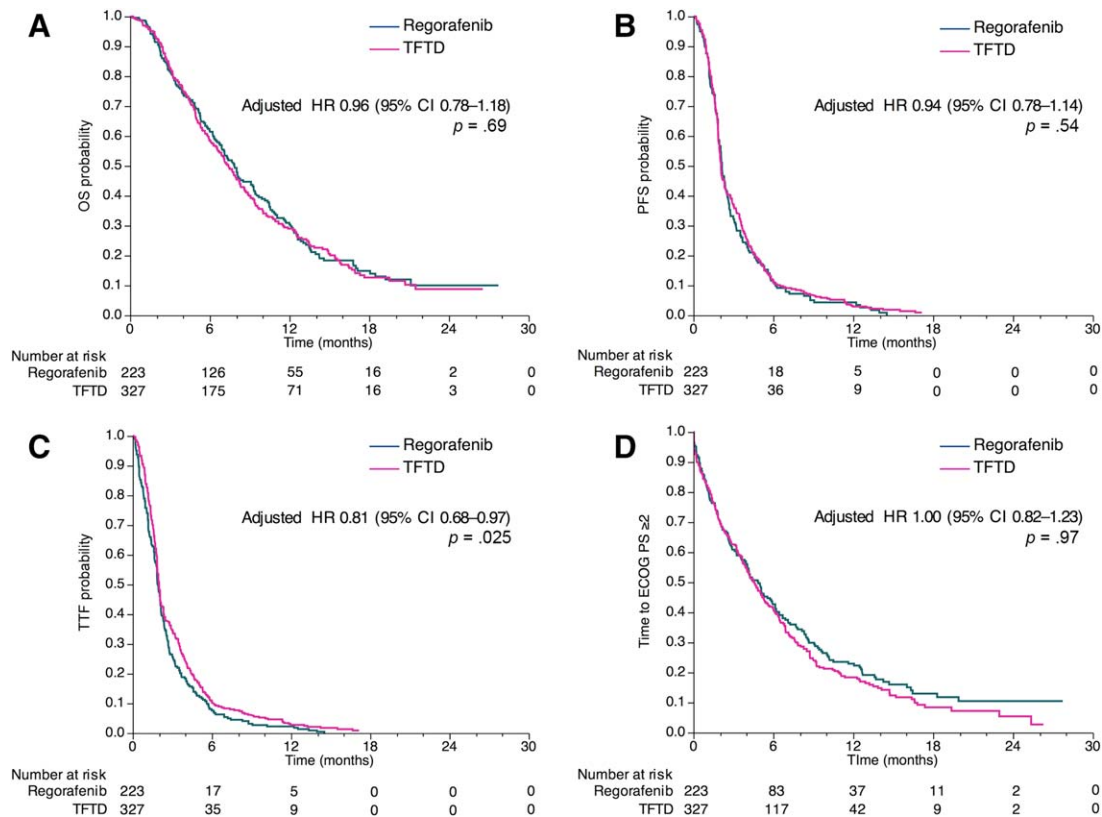 A
OS probability
1.0
0.9
0.8
0.7
0.6
0.5
0.4
0.3
0.2
0.1
0.0
Regorafenib
TFTD
Adjusted HR 0.96 (95% CI 0.78–1.18)
p = .69
0 6 12 18 24 30
Time (months)
Number at risk
Regorafenib 223 126 55 16 2 0
TFTD 327 175 71 16 3 0
B
PFS probability
1.0
0.9
0.8
0.7
0.6
0.5
0.4
0.3
0.2
0.1
0.0
Regorafenib
TFTD
Adjusted HR 0.94 (95% CI 0.78–1.14)
p = .54
0 6 12 18 24 30
Time (months)
Number at risk
Regorafenib 223 18 5 0 0 0
TFTD 327 36 9 0 0 0
C
TTF probability
1.0
0.9
0.8
0.7
0.6
0.5
0.4
0.3
0.2
0.1
0.0
Regorafenib
TFTD
Adjusted HR 0.81 (95% CI 0.68–0.97)
p = .025
0 6 12 18 24 30
Time (months)
Number at risk
Regorafenib 223 17 5 0 0 0
TFTD 327 35 9 0 0 0
D
Time to ECOG PS ≥2
1.0
0.9
0.8
0.7
0.6
0.5
0.4
0.3
0.2
0.1
0.0
Regorafenib
TFTD
Adjusted HR 1.00 (95% CI 0.82–1.23)
p = .97
0 6 12 18 24 30
TIme (months)
Number at risk
Regorafenib 223 83 37 11 2 0
TFTD 327 117 42 9 2 0